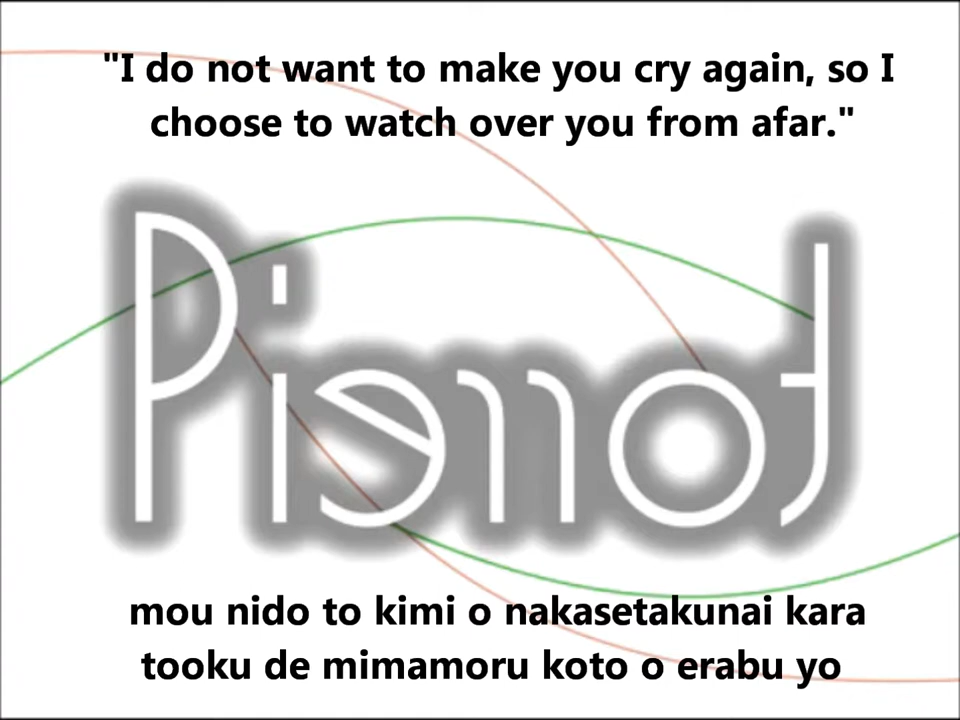 "I do not want to make you cry again, so I
choose to watch over you from afar."
Pierrot
mou nido to kimi o nakasetakunai kara
tooku de mimamoru koto o erabu yo